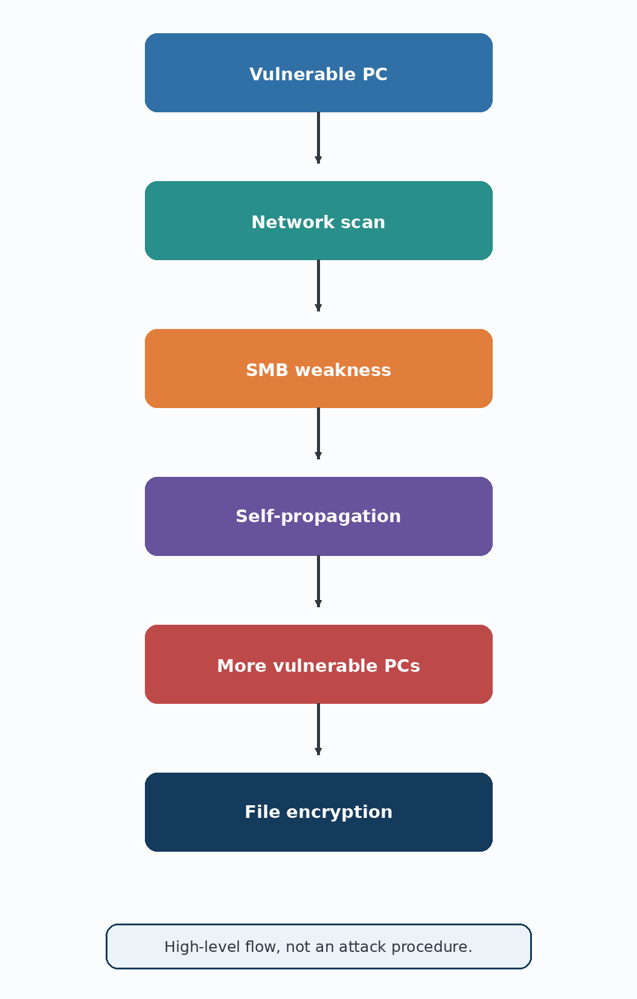 Vulnerable PC
Network scan
SMB weakness
Self-propagation
More vulnerable PCs
File encryption
High-level flow, not an attack procedure.